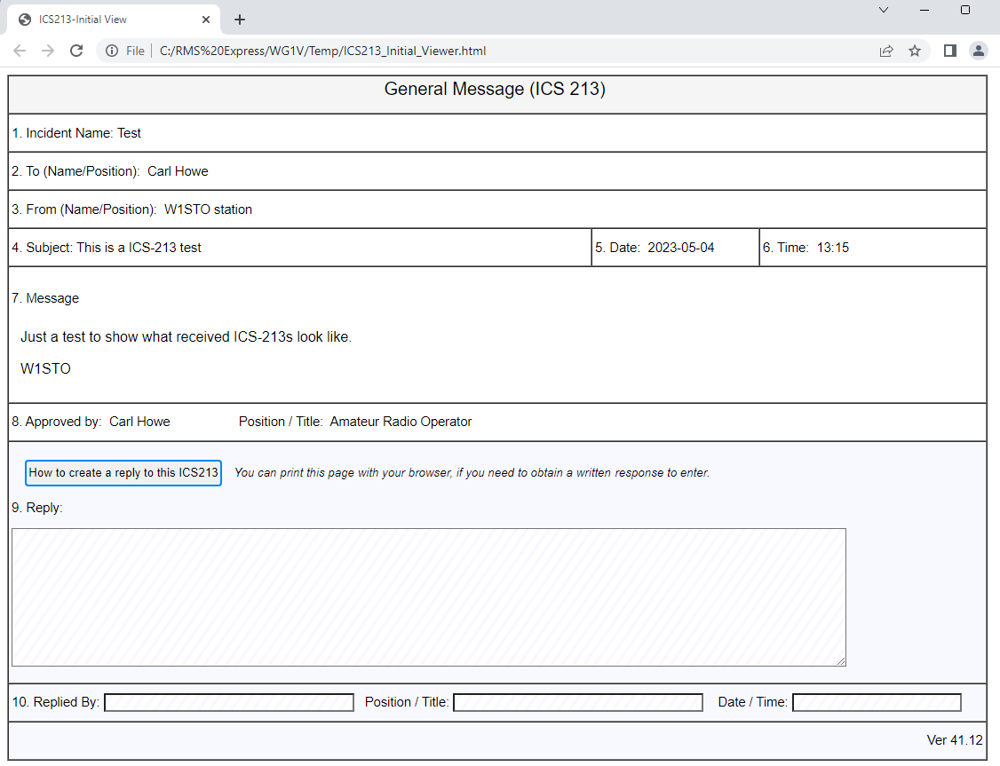 ICS213-Initial View
File C:/RMS%20Express/WG1V/Temp/ICS213_Initial_Viewer.html
General Message (ICS 213)
1. Incident Name: Test
2. To (Name/Position): Carl Howe
3. From (Name/Position): W1STO station
4. Subject: This is a ICS-213 test 5. Date: 2023-05-04 6. Time: 13:15
7. Message
Just a test to show what received ICS-213s look like.
W1STO
8. Approved by: Carl Howe Position / Title: Amateur Radio Operator
How to create a reply to this ICS213 You can print this page with your browser, if you need to obtain a written response to enter.
9. Reply:
10. Replied By: Position / Title: Date / Time:
Ver 41.12